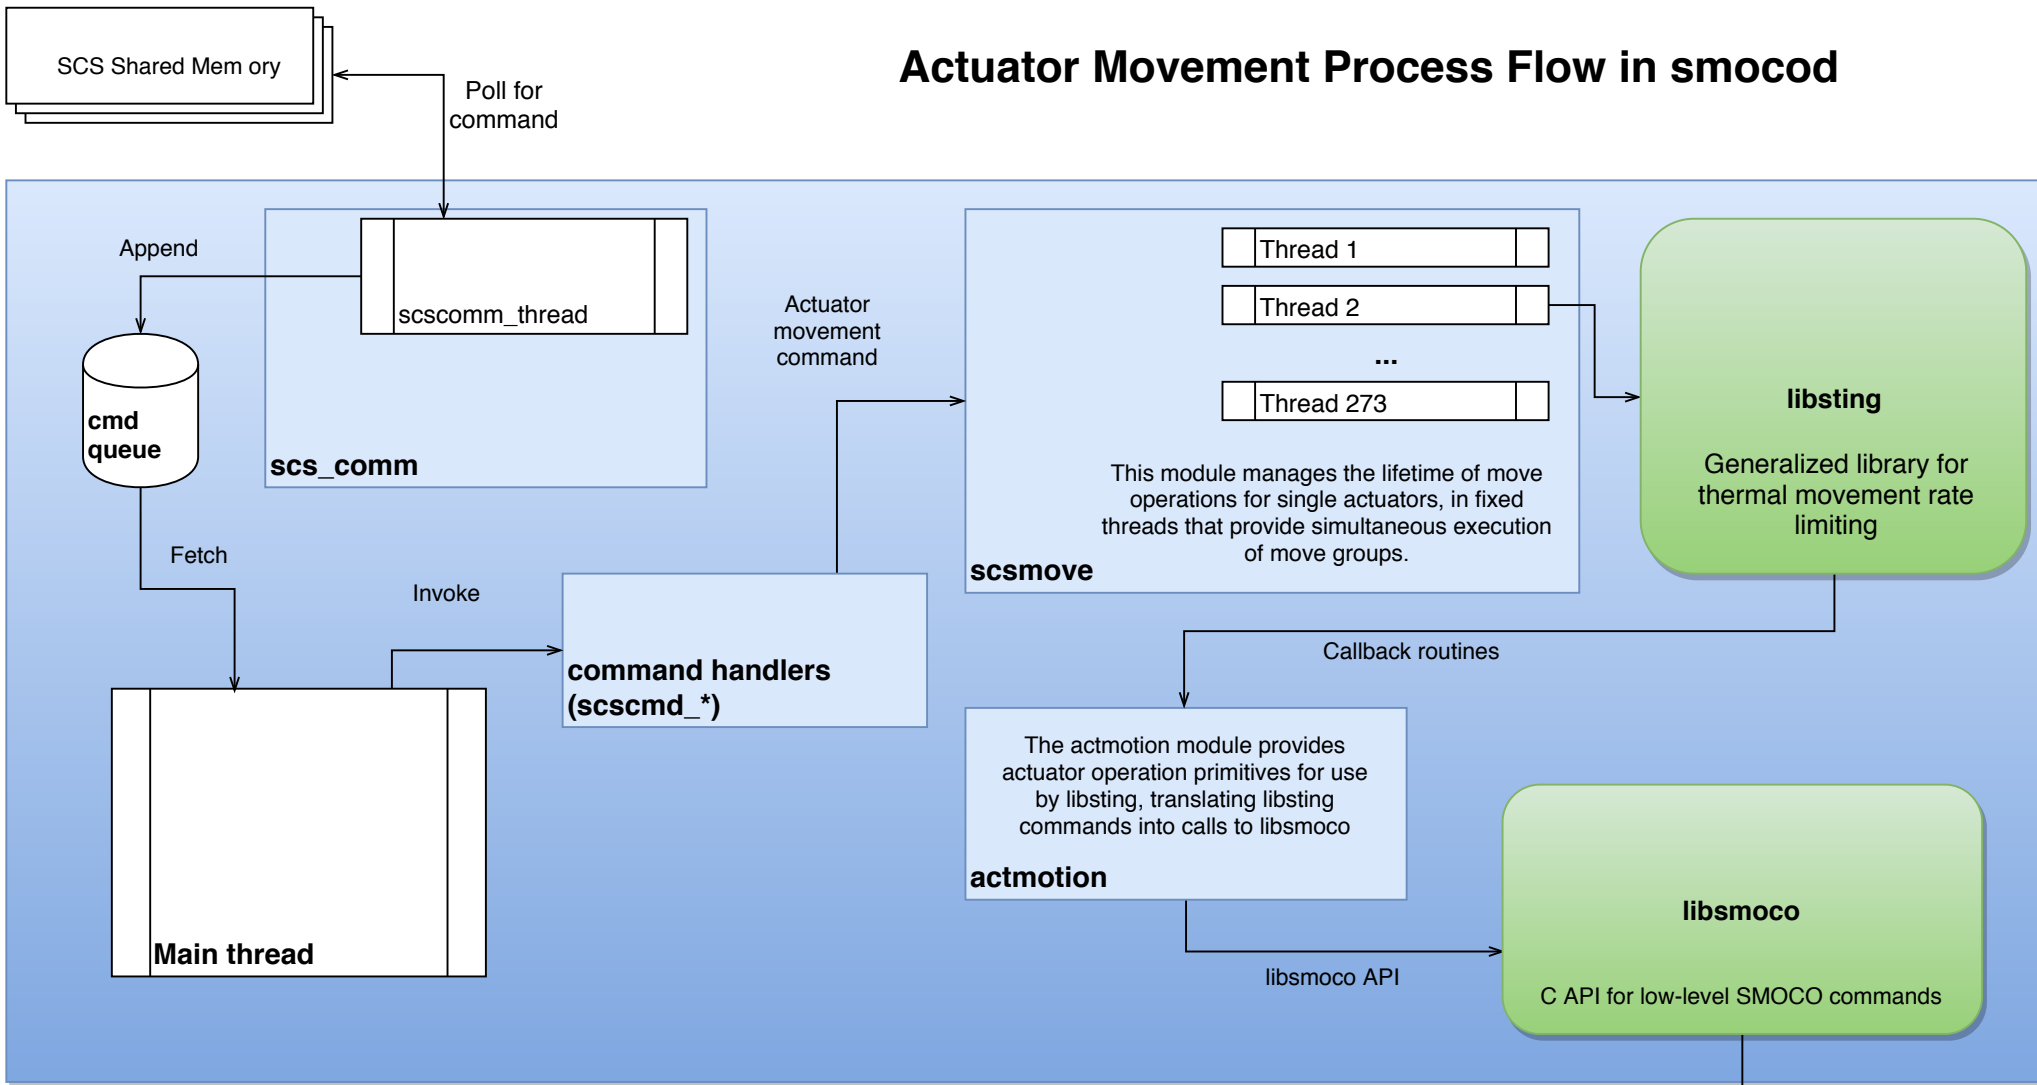 Actuator Movement Process Flow in smocod
SCS Shared Mem ory
Poll for
command
Append
scscomm_thread
cmd
queue
scs_comm
Fetch
Invoke
Main thread
command handlers
(scscmd_*)
Actuator
movement
command
Thread 1
Thread 2
...
Thread 273
This module manages the lifetime of move
operations for single actuators, in fixed
threads that provide simultaneous execution
of move groups.
scsmove
libsting
Generalized library for
thermal movement rate
limiting
Callback routines
The actmotion module provides
actuator operation primitives for use
by libsting, translating libsting
commands into calls to libsmoco
actmotion
libsmoco API
libsmoco
C API for low-level SMOCO commands